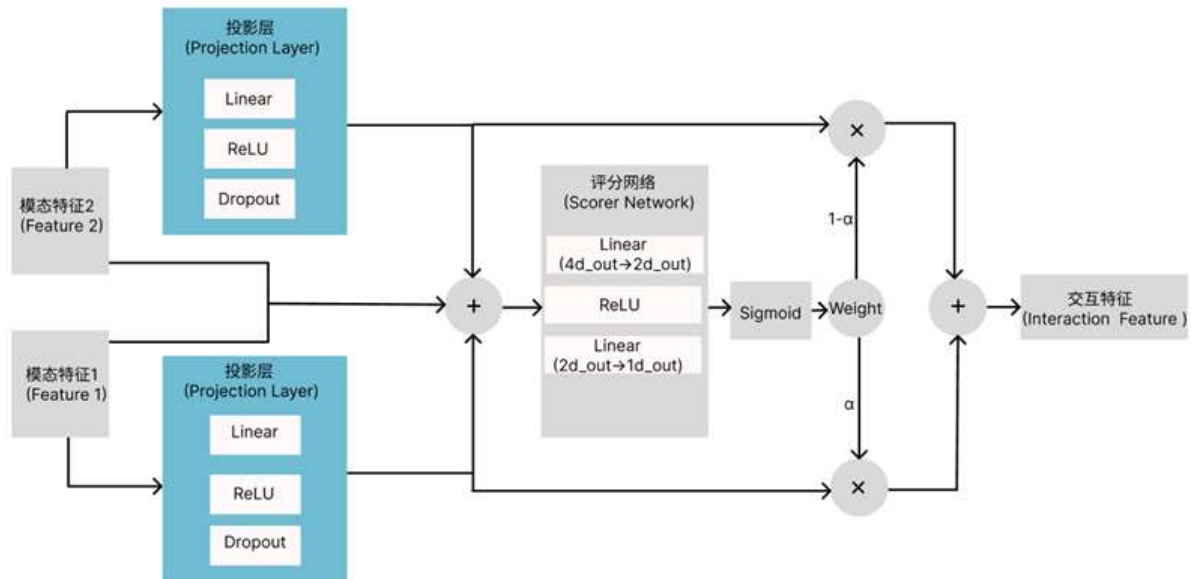 投影层
(Projection Layer)
Linear
ReLU
Dropout
模态特征2
(Feature 2)
评分网络
(Scorer Network)
Linear
(4d_out→2d_out)
ReLU
Linear
(2d_out→1d_out)
+
Sigmoid
Weight
×
1-α
α
×
+
交互特征
(Interaction Feature )
模态特征1
(Feature 1)
投影层
(Projection Layer)
Linear
ReLU
Dropout